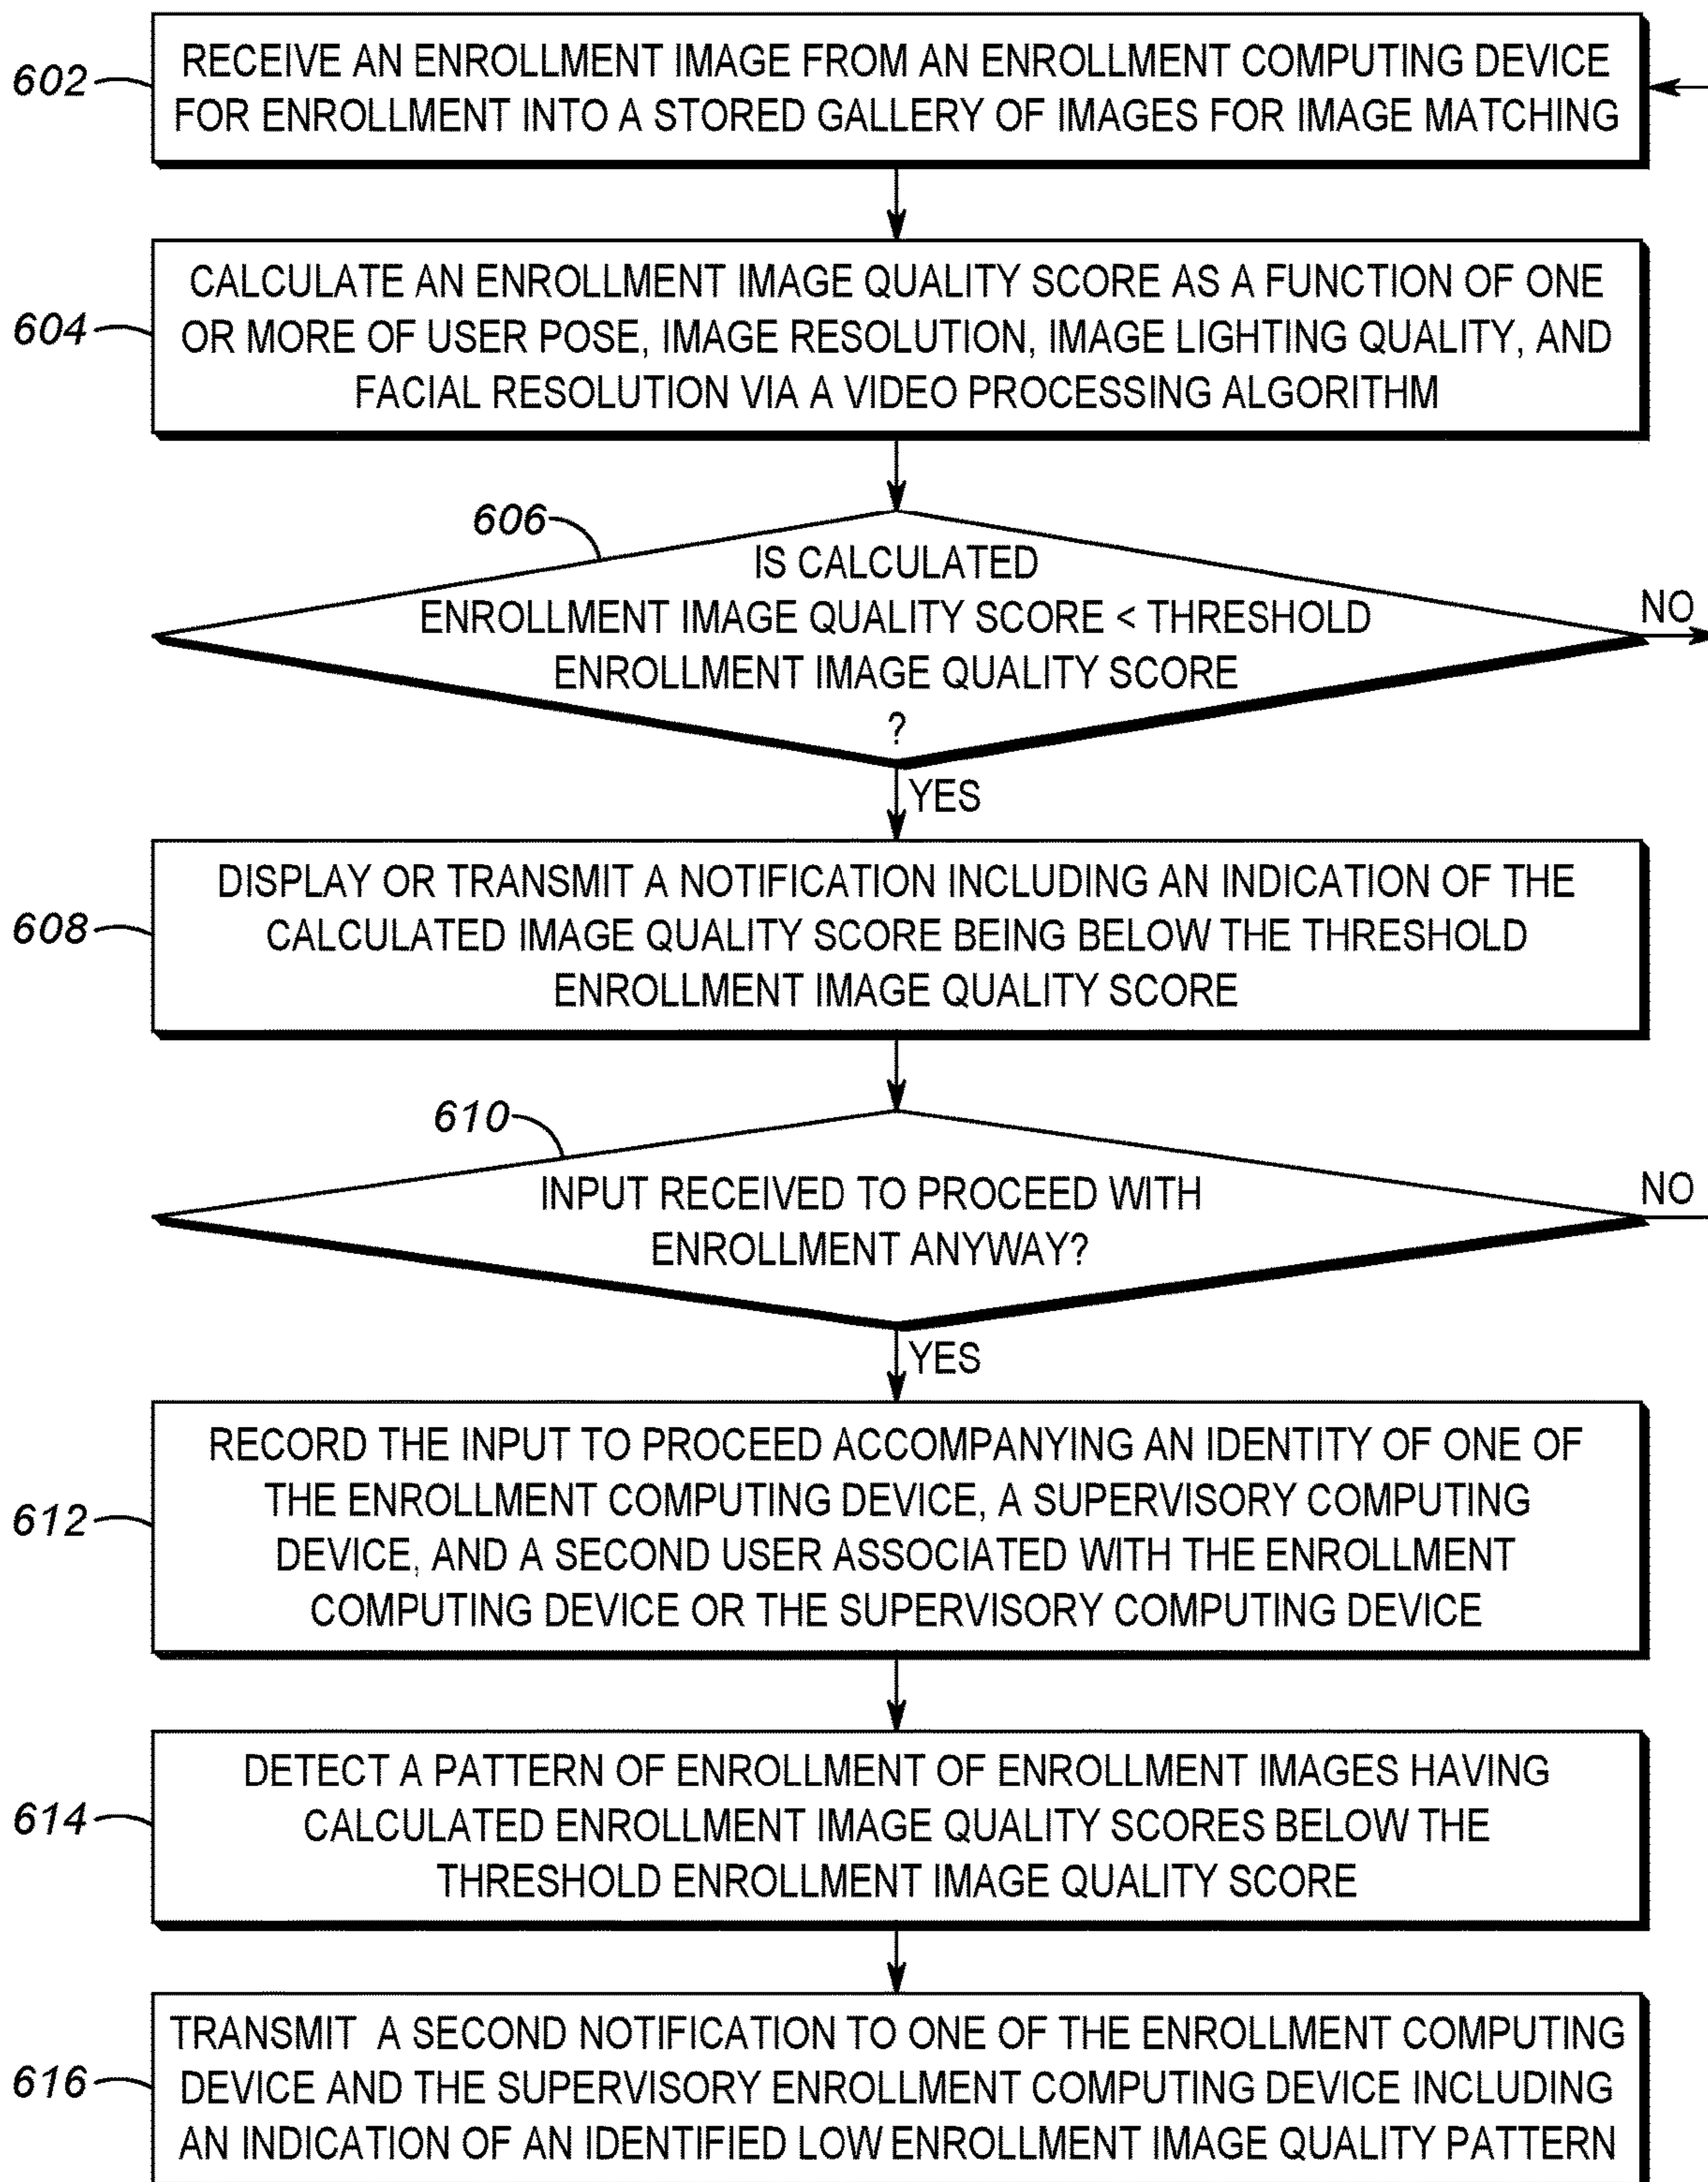 602
RECEIVE AN ENROLLMENT IMAGE FROM AN ENROLLMENT COMPUTING DEVICE
FOR ENROLLMENT INTO A STORED GALLERY OF IMAGES FOR IMAGE MATCHING
604
CALCULATE AN ENROLLMENT IMAGE QUALITY SCORE AS A FUNCTION OF ONE
OR MORE OF USER POSE, IMAGE RESOLUTION, IMAGE LIGHTING QUALITY, AND
FACIAL RESOLUTION VIA A VIDEO PROCESSING ALGORITHM
606
IS CALCULATED
ENROLLMENT IMAGE QUALITY SCORE < THRESHOLD
ENROLLMENT IMAGE QUALITY SCORE
?
NO
YES
608
DISPLAY OR TRANSMIT A NOTIFICATION INCLUDING AN INDICATION OF THE
CALCULATED IMAGE QUALITY SCORE BEING BELOW THE THRESHOLD
ENROLLMENT IMAGE QUALITY SCORE
610
INPUT RECEIVED TO PROCEED WITH
ENROLLMENT ANYWAY?
NO
YES
612
RECORD THE INPUT TO PROCEED ACCOMPANYING AN IDENTITY OF ONE OF
THE ENROLLMENT COMPUTING DEVICE, A SUPERVISORY COMPUTING
DEVICE, AND A SECOND USER ASSOCIATED WITH THE ENROLLMENT
COMPUTING DEVICE OR THE SUPERVISORY COMPUTING DEVICE
614
DETECT A PATTERN OF ENROLLMENT OF ENROLLMENT IMAGES HAVING
CALCULATED ENROLLMENT IMAGE QUALITY SCORES BELOW THE
THRESHOLD ENROLLMENT IMAGE QUALITY SCORE
616
TRANSMIT A SECOND NOTIFICATION TO ONE OF THE ENROLLMENT COMPUTING
DEVICE AND THE SUPERVISORY ENROLLMENT COMPUTING DEVICE INCLUDING
AN INDICATION OF AN IDENTIFIED LOW ENROLLMENT IMAGE QUALITY PATTERN